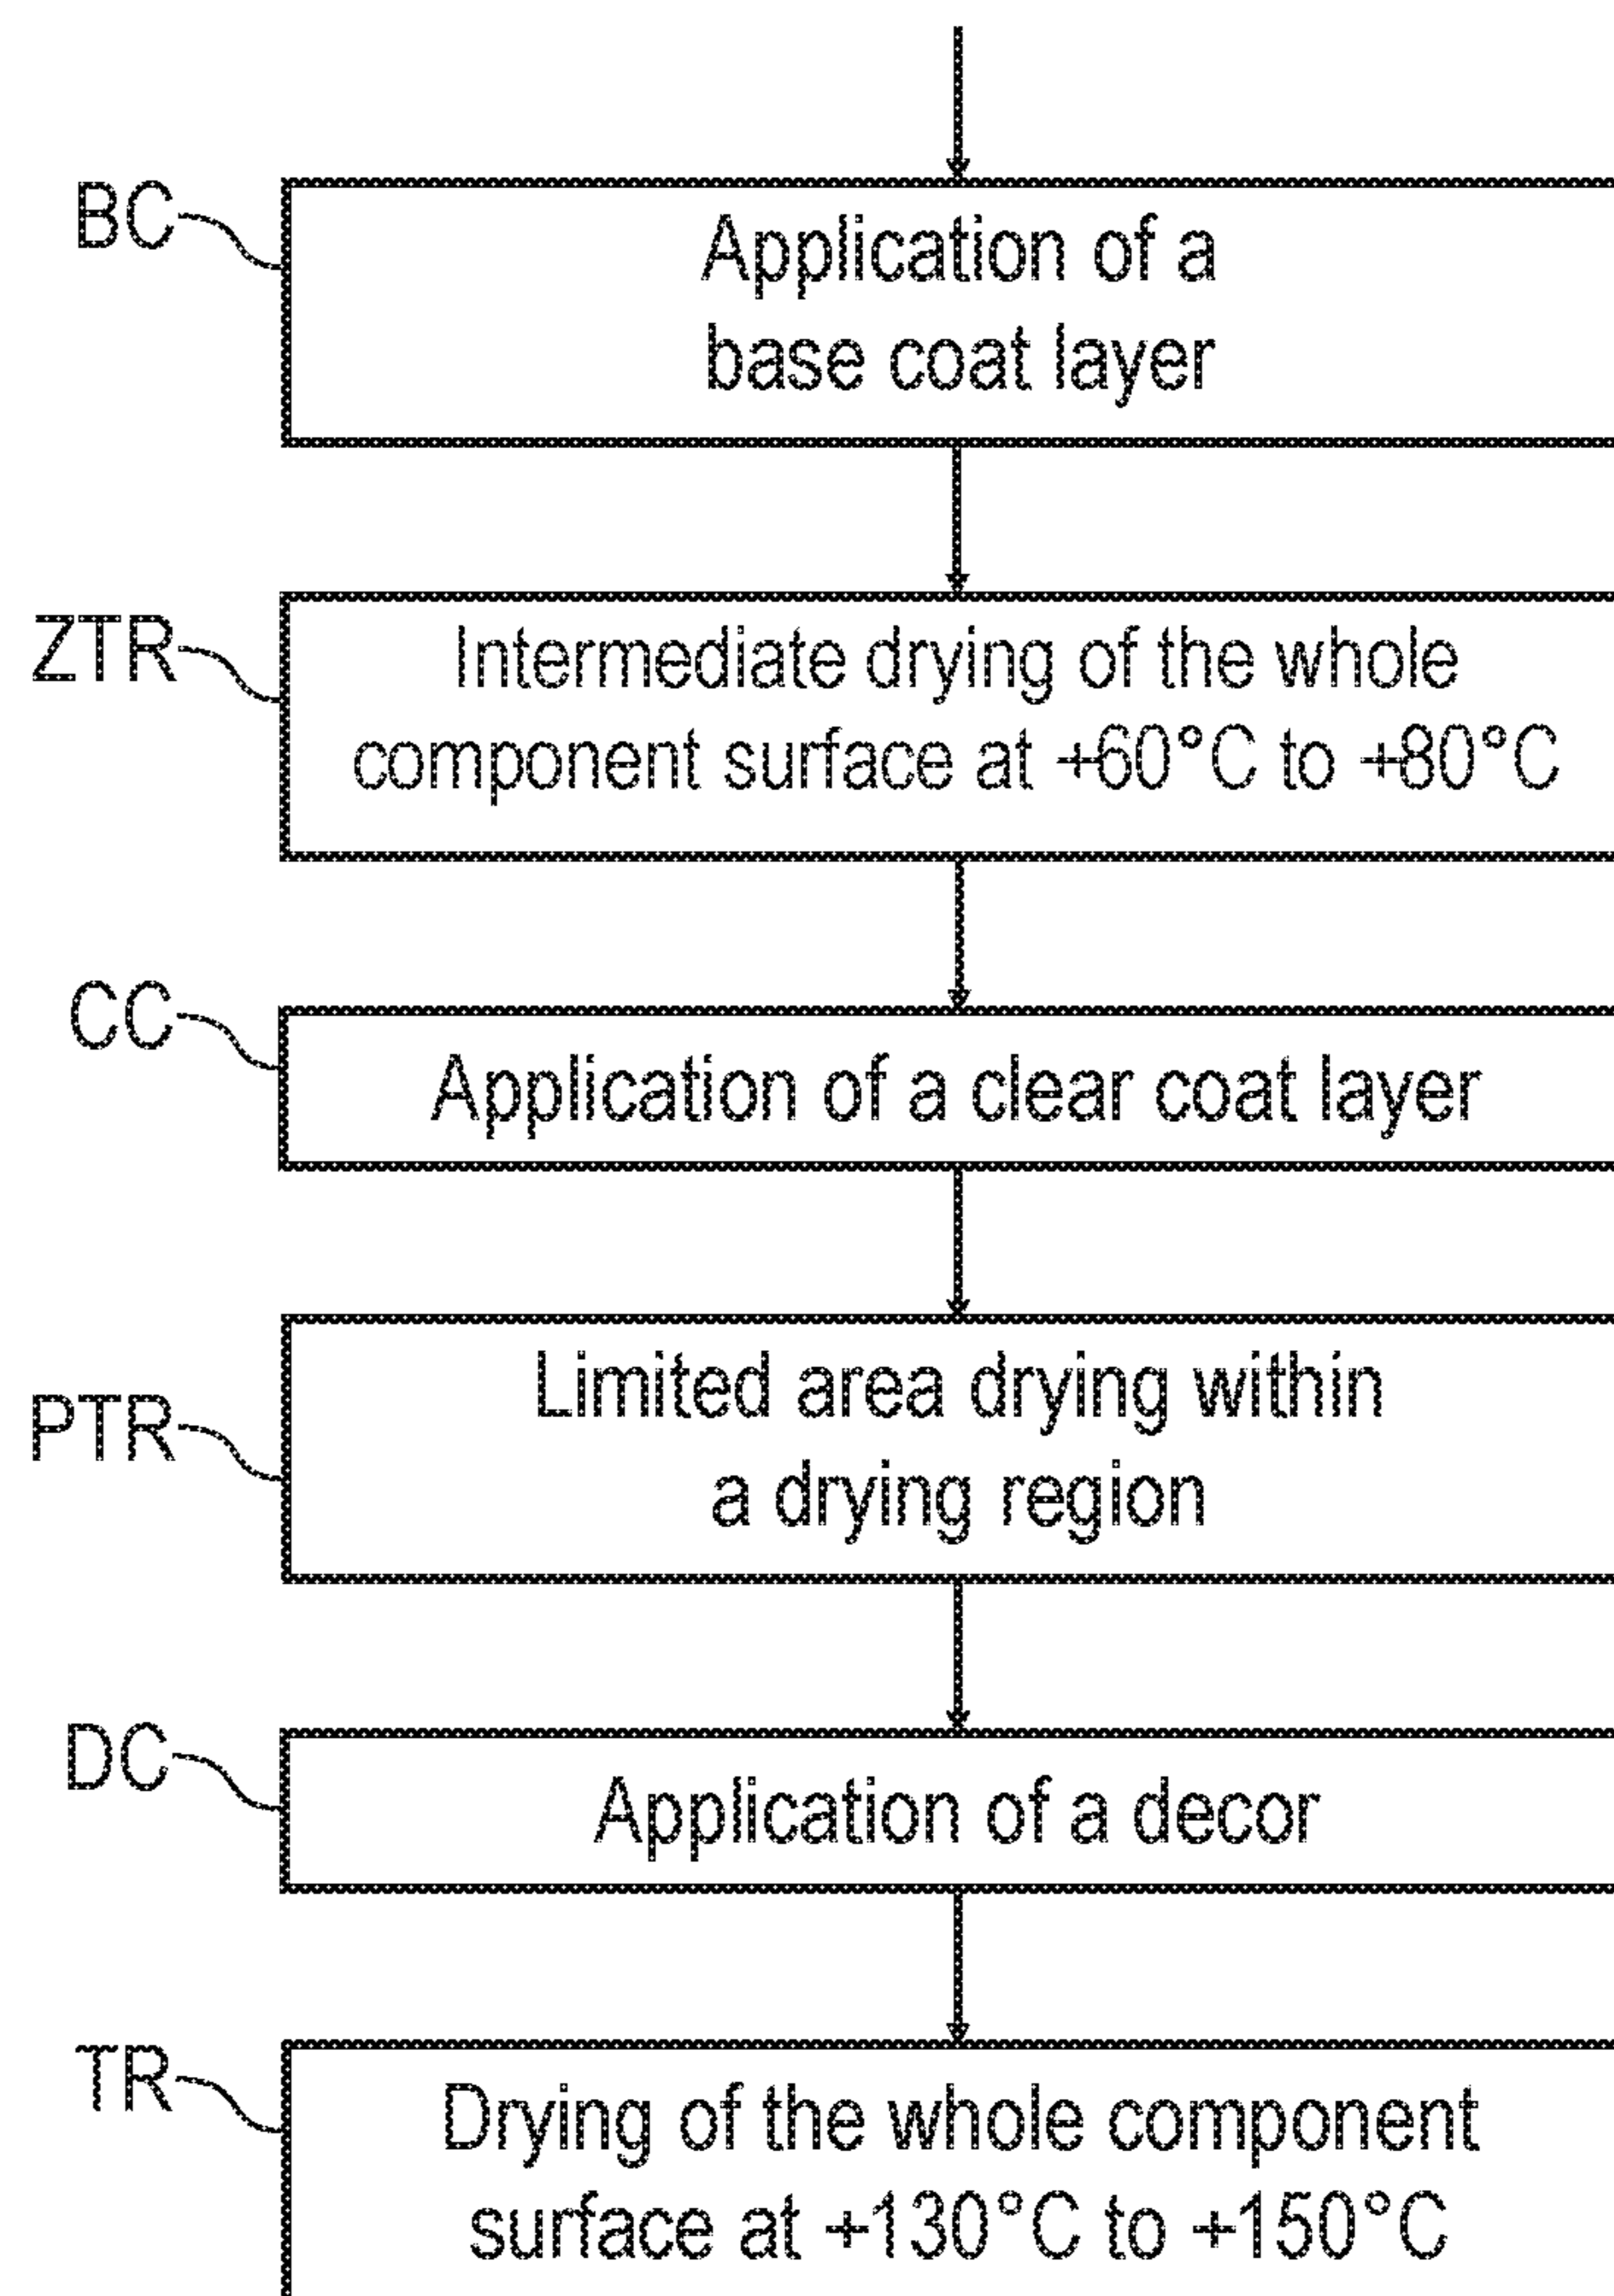 BC
Application of a
base coat layer
ZTR
Intermediate drying of the whole
component surface at +60°C to +80°C
CC
Application of a clear coat layer
PTR
Limited area drying within
a drying region
DC
Application of a decor
TR
Drying of the whole component
surface at +130°C to +150°C